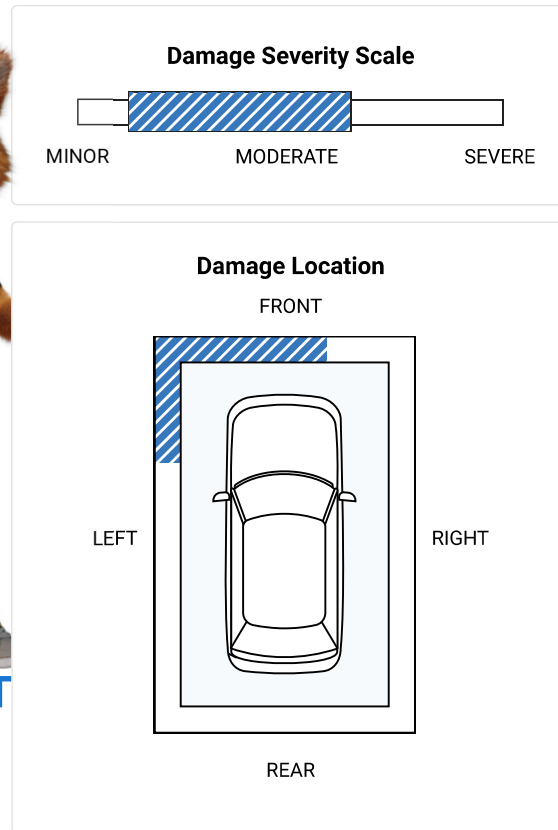 Damage Severity Scale
MINOR MODERATE SEVERE
Damage Location
FRONT
LEFT RIGHT
REAR